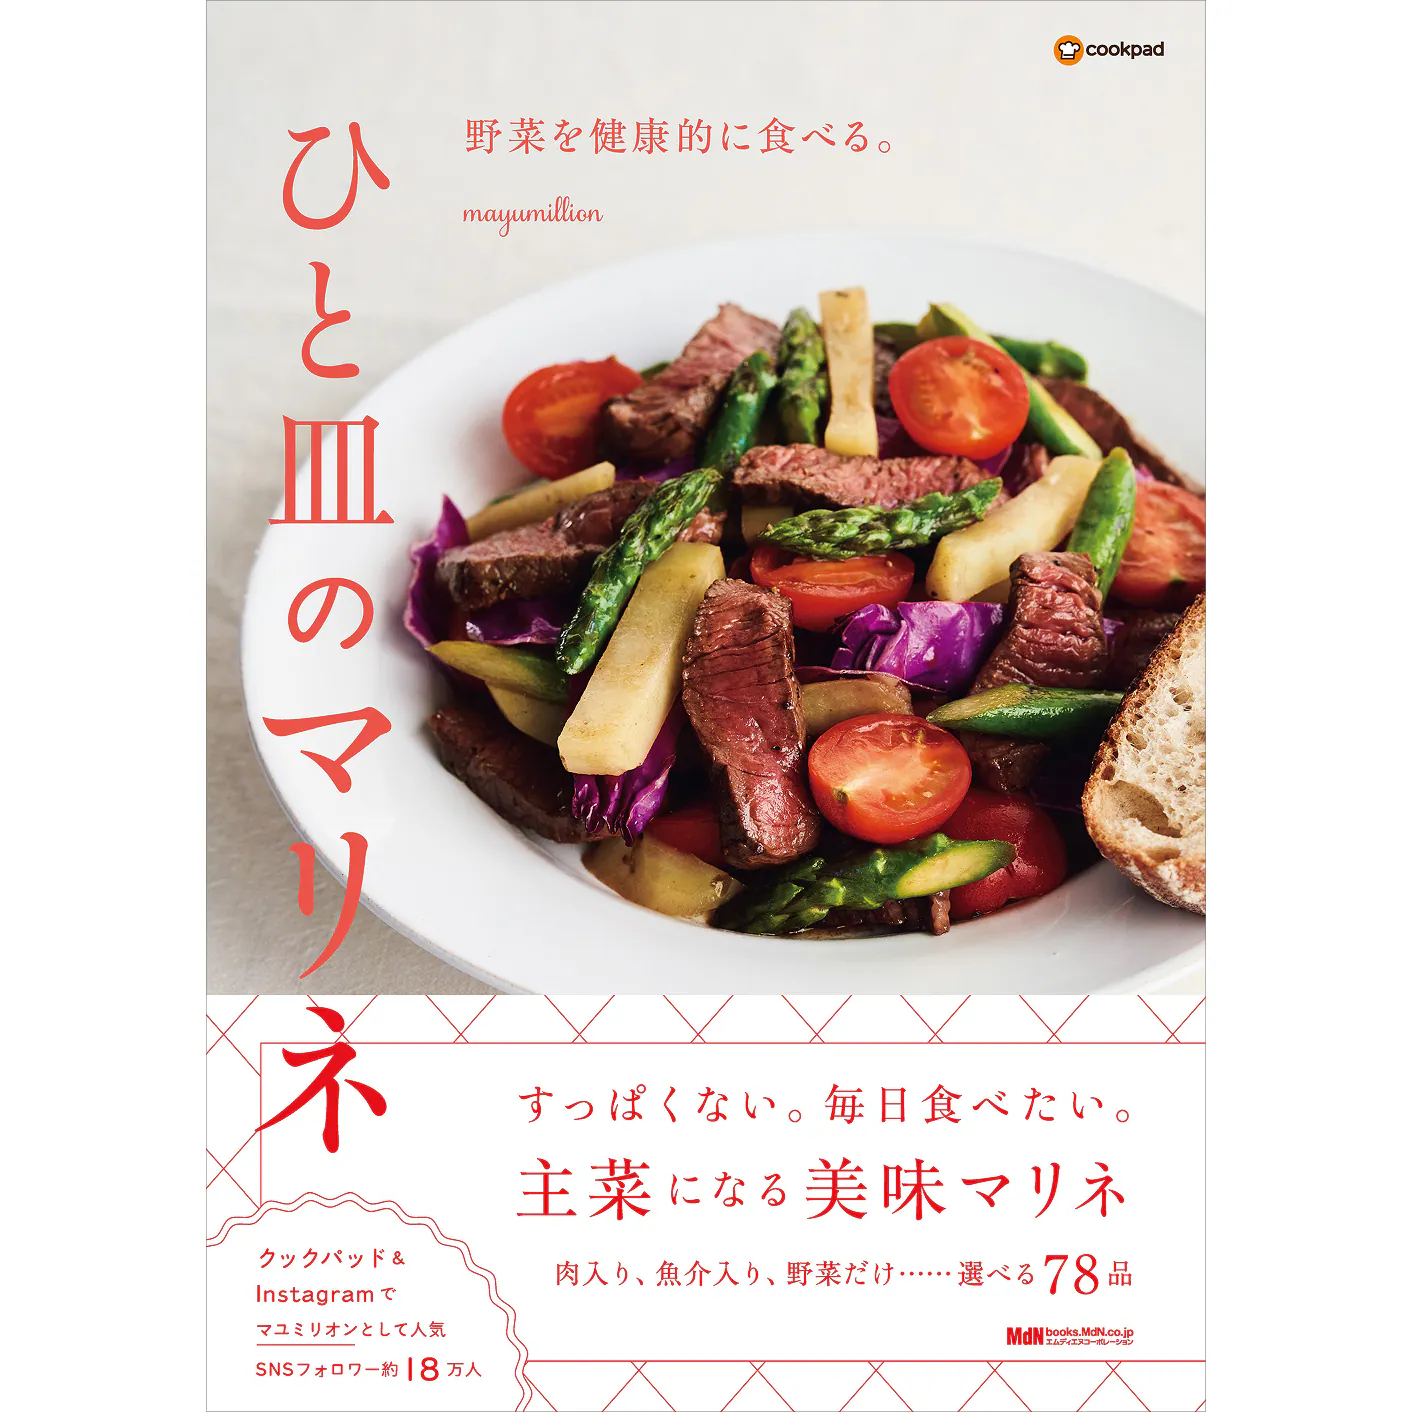 cookpad
野菜を健康的に食べる。
mayumillion
ひと皿のマリネ
すっぱくない。毎日食べたい。
主菜になる美味マリネ
肉入り、魚介入り、野菜だけ……選べる78品
クックパッド&
Instagramで
マユミリオンとして人気
SNSフォロワー約18万人
MdN books.MdN.co.jp
エムディエヌコーポレーション